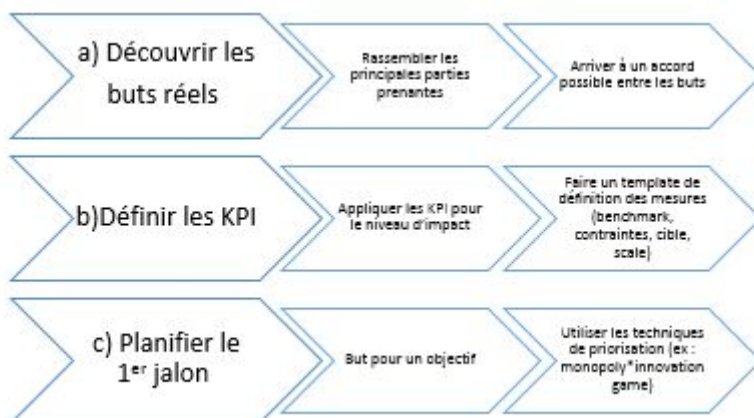 a) Découvrir les
buts réels
Rassembler les
principales parties
prenantes
Arriver à un accord
possible entre les buts
b)Définir les KPI
Appliquer les KPI pour
le niveau d'impact
Faire un template de
définition des mesures
(benchmark,
contraintes, cible,
scale)
c) Planifier le
1er jalon
But pour un objectif
Utiliser les techniques
de priorisation (ex :
monopoly*innovation
game)